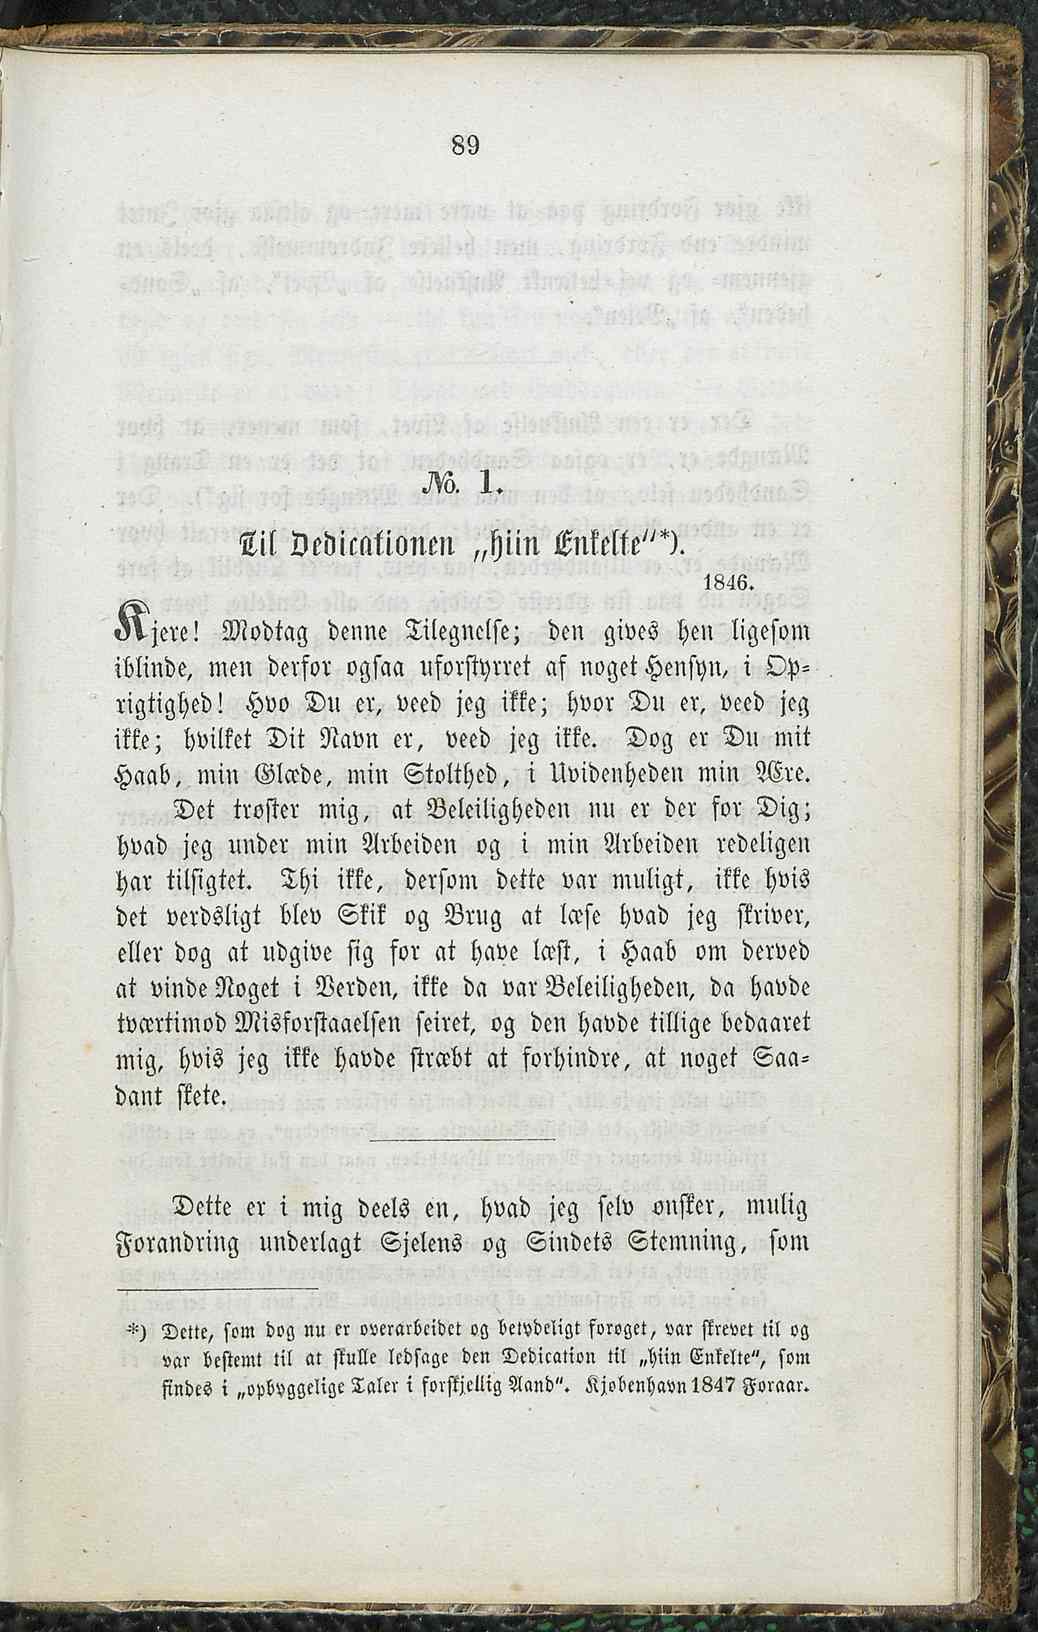 89
No. 1.
Til Dedicationen „hiin Enkelte“*).
1846.
Kjere! Modtag denne Tilegnelse; den gives hen ligesom
iblinde, men derfor ogsaa uforstyrret af noget Hensyn, i Op-
rigtighed! Hvo Du er, veed jeg ikke; hvor Du er, veed jeg
ikke; hvilket Dit Navn er, veed jeg ikke. Dog er Du mit
Haab, min Glæde, min Stolthed, i Uvidenheden min Ære.
Det trøster mig, at Beleiligheden nu er der for Dig;
hvad jeg under min Arbeiden og i min Arbeiden redeligen
har tilsigtet. Thi ikke, dersom dette var muligt, ikke hvis
det verdsligt blev Skik og Brug at læse hvad jeg skriver,
eller dog at udgive sig for at have læst, i Haab om derved
at vinde Noget i Verden, ikke da var Beleiligheden, da havde
tværtimod Misforstaaelsen seiret, og den havde tillige bedaaret
mig, hvis jeg ikke havde stræbt at forhindre, at noget Saa-
dant skete.
Dette er i mig deels en, hvad jeg selv ønsker, mulig
Forandring underlagt Sjelens og Sindets Stemning, som
*) Dette, som dog nu er overarbeidet og betydeligt forøget, var skrevet til og
var bestemt til at skulle ledsage den Dedication til „hiin Enkelte“, som
findes i „opbyggelige Taler i forskjellig Aand“. Kjøbenhavn 1847 Foraar.